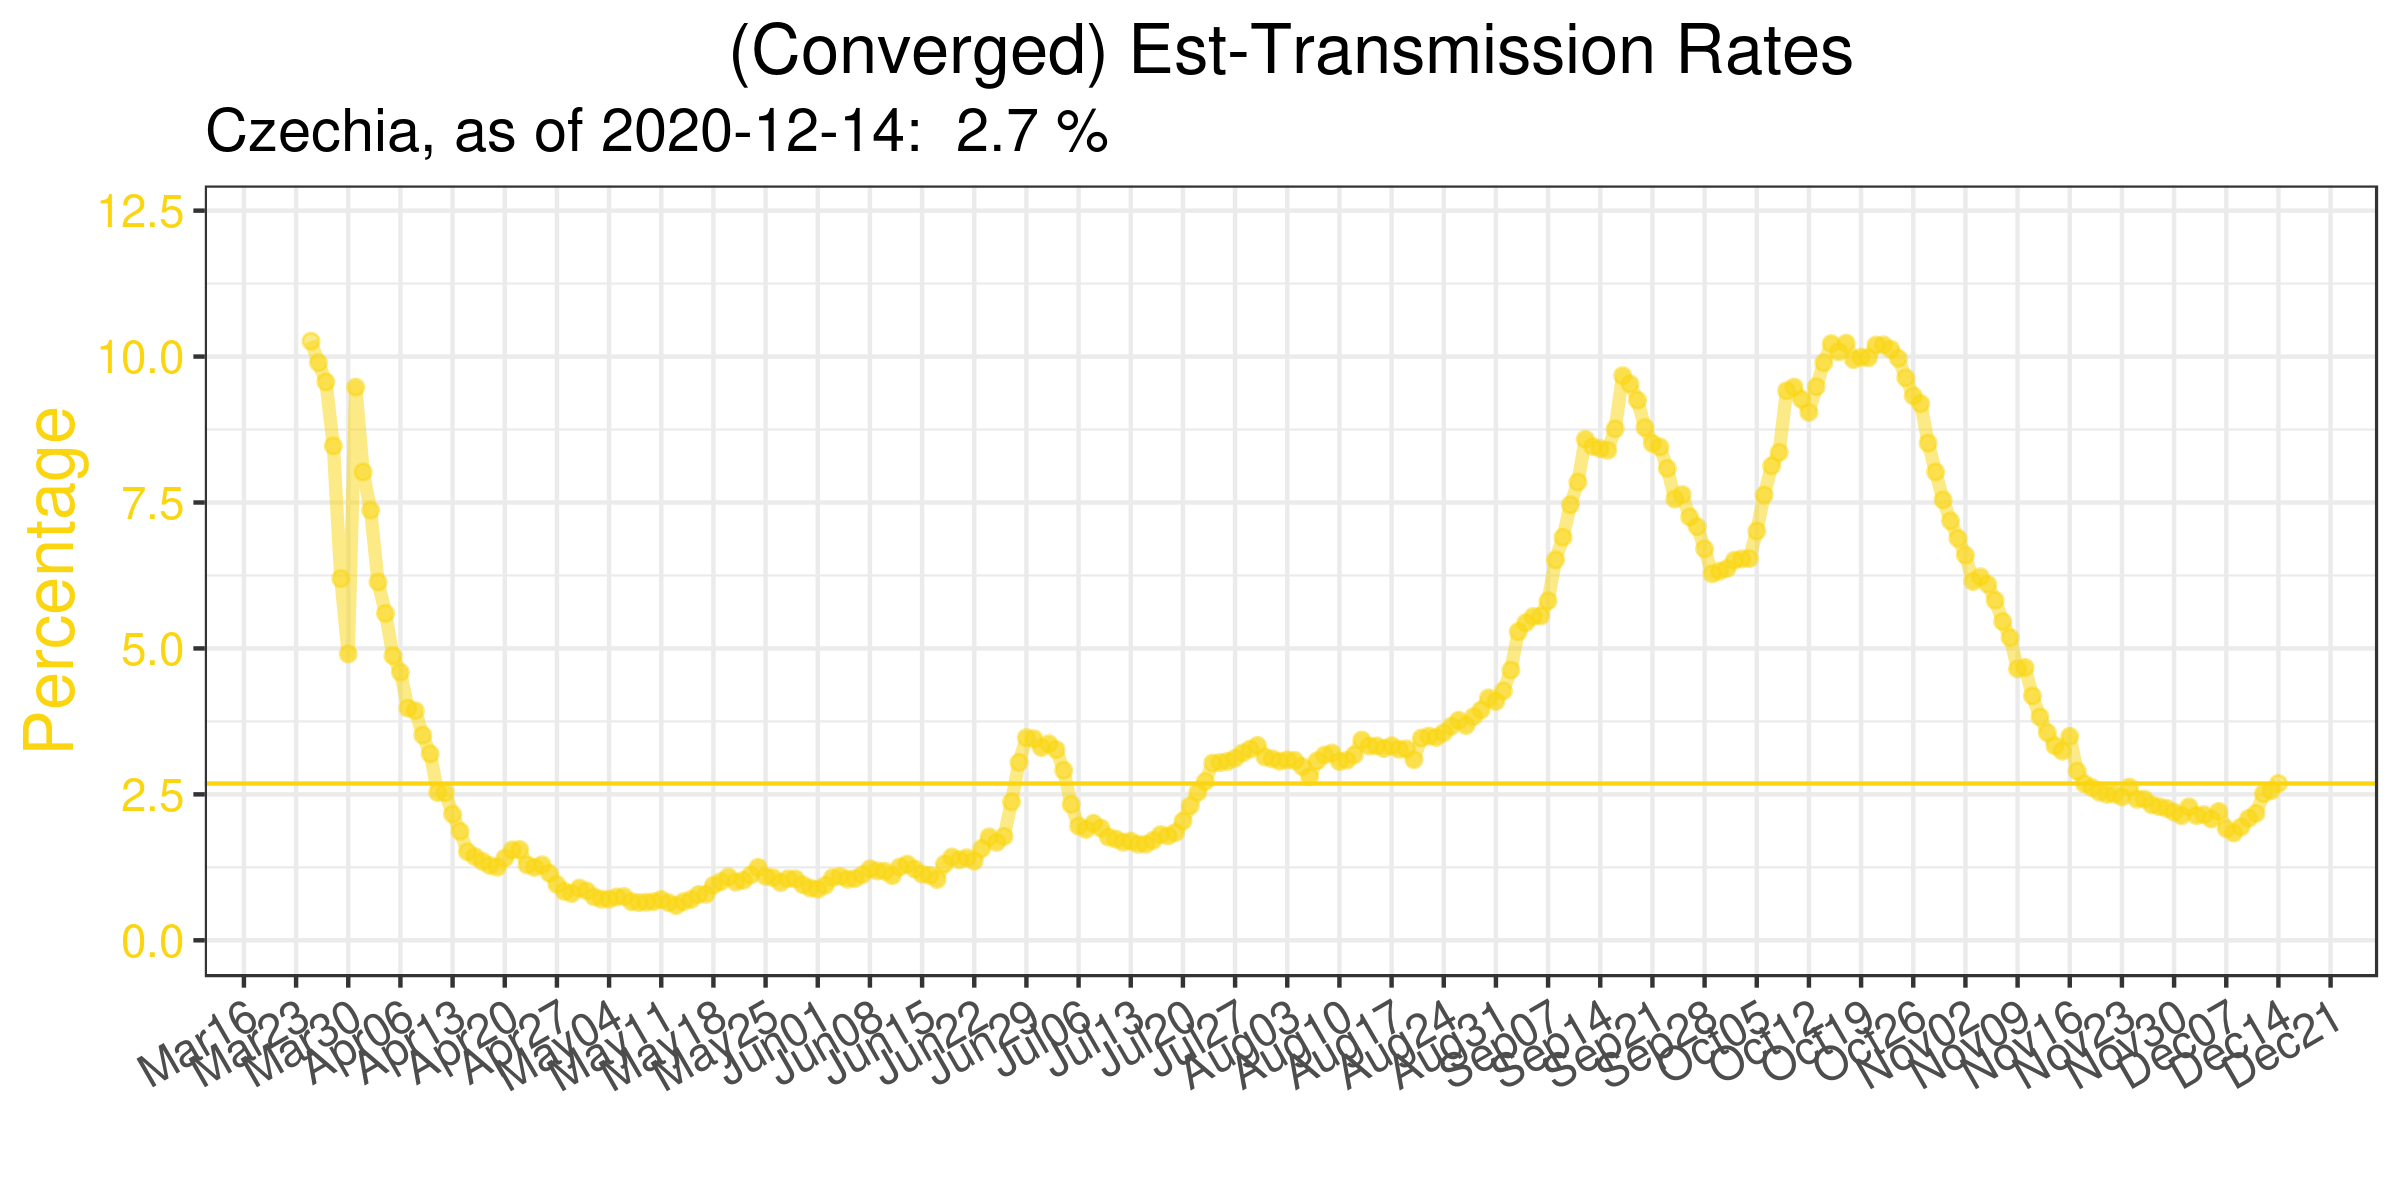 (Converged) Est-Transmission Rates
Czechia, as of 2020-12-14:  2.7 %
Percentage
12.5
10.0
7.5
5.0
2.5
0.0
Mar16
Mar23
Mar30
Apr06
Apr13
Apr20
Apr27
May04
May11
May18
May25
Jun01
Jun08
Jun15
Jun22
Jun29
Jul06
Jul13
Jul20
Jul27
Aug03
Aug10
Aug17
Aug24
Aug31
Sep07
Sep14
Sep21
Sep28
Oct05
Oct12
Oct19
Oct26
Nov02
Nov09
Nov16
Nov23
Nov30
Dec07
Dec14
Dec21